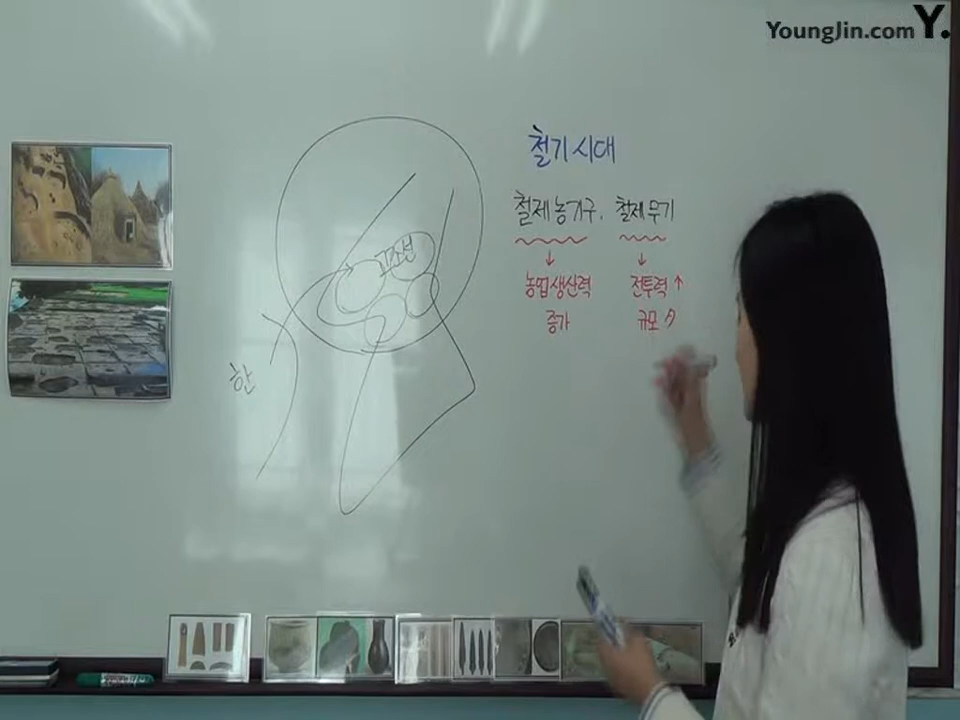 YoungJin.com Y.
철기시대
철제농기구, 철제무기
↓ ↓
농업생산력 전투력↑
증가 규모↗
고조선
한